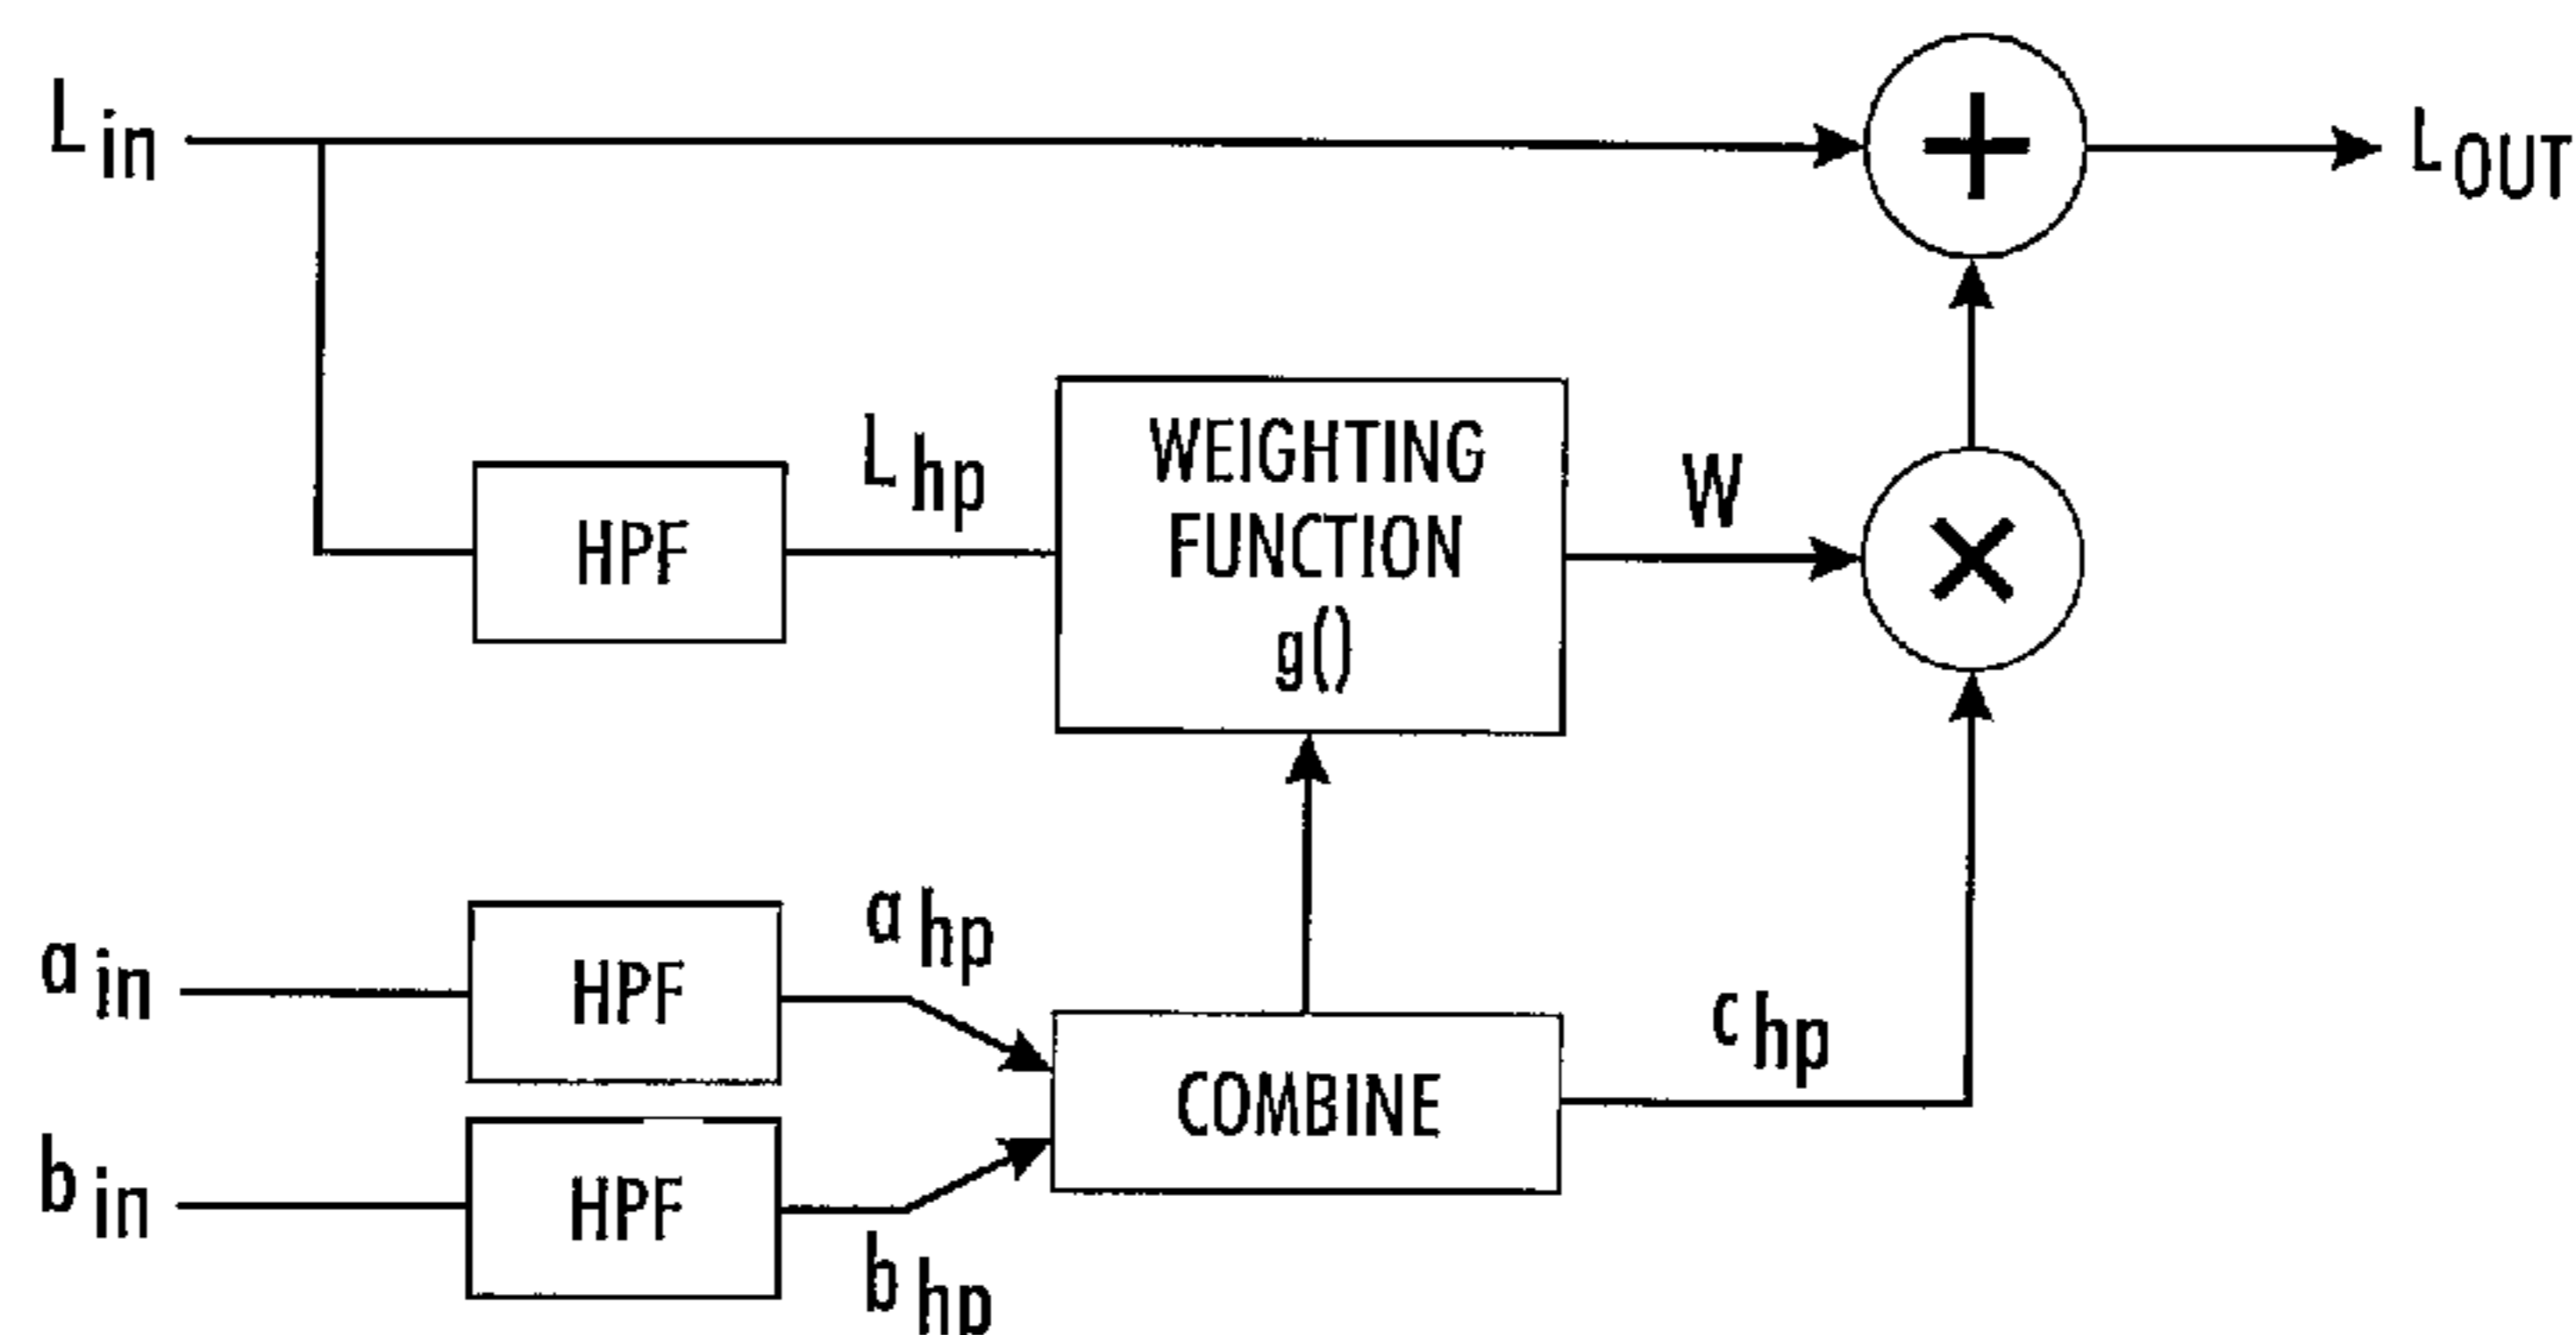 L in
L OUT
HPF
L hp
WEIGHTING
FUNCTION
g()
W
a in
HPF
a hp
b in
HPF
b hp
COMBINE
c hp